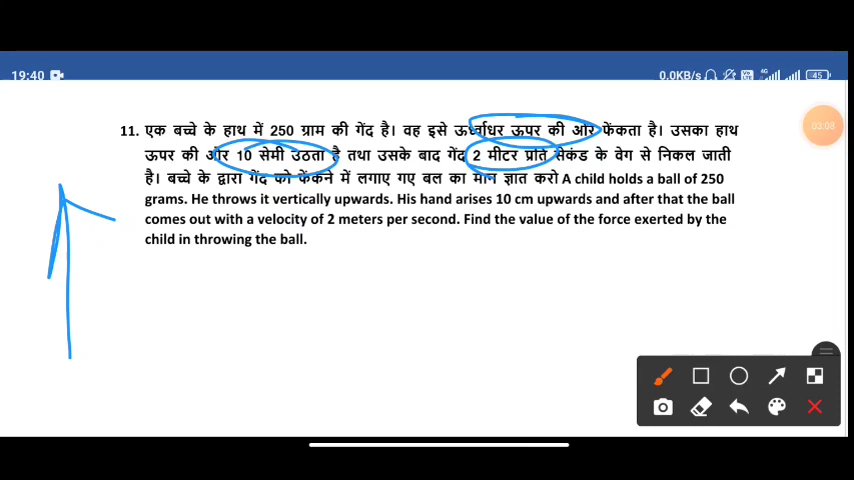 19:40
0.0KB/s 4G 45
03:08
11. एक बच्चे के हाथ में 250 ग्राम की गेंद है। वह इसे ऊर्ध्वाधर ऊपर की ओर फेंकता है। उसका हाथ
ऊपर की ओर 10 सेमी उठता है तथा उसके बाद गेंद 2 मीटर प्रति सेकंड के वेग से निकल जाती
है। बच्चे के द्वारा गेंद को फेंकने में लगाए गए बल का मान ज्ञात करो A child holds a ball of 250
grams. He throws it vertically upwards. His hand arises 10 cm upwards and after that the ball
comes out with a velocity of 2 meters per second. Find the value of the force exerted by the
child in throwing the ball.